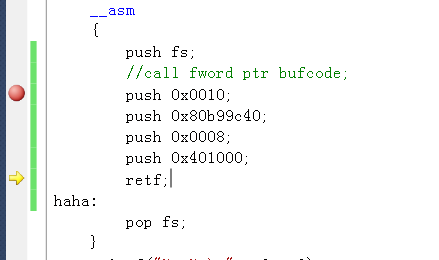 __asm
{
push fs;
//call fword ptr bufcode;
push 0x0010;
push 0x80b99c40;
push 0x0008;
push 0x401000;
retf;
haha:
pop fs;
}